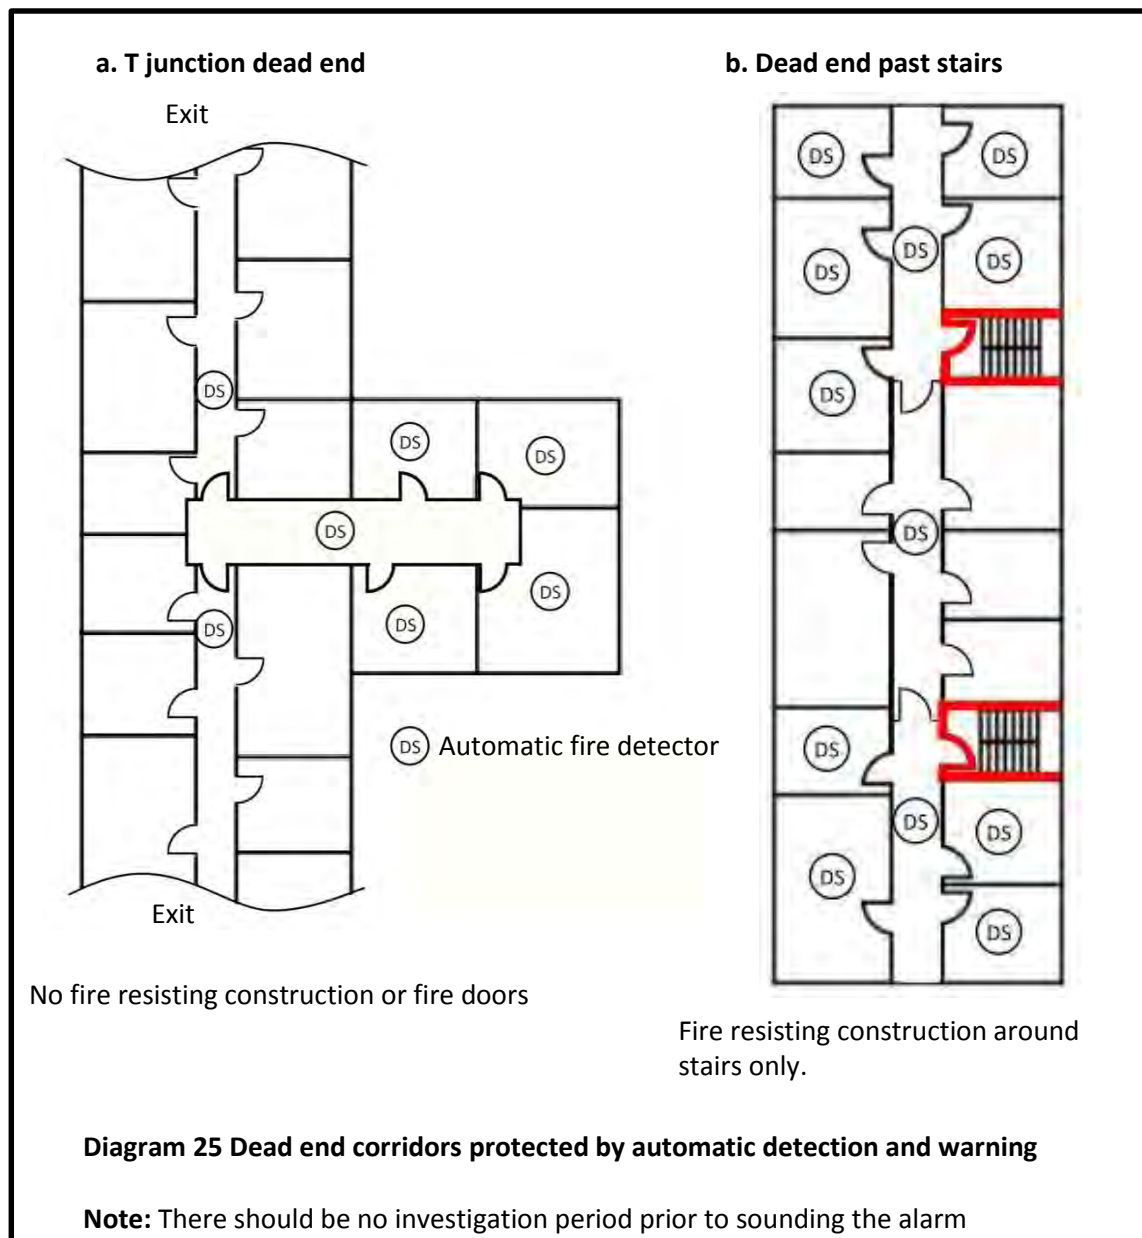 a. T junction dead end
b. Dead end past stairs
Exit
DS
DS
DS
DS
DS
DS
DS
DS
DS Automatic fire detector
Exit
No fire resisting construction or fire doors
DS
DS
DS
DS
DS
DS
DS
DS
DS
DS
DS
DS
Fire resisting construction around
stairs only.
Diagram 25 Dead end corridors protected by automatic detection and warning
Note: There should be no investigation period prior to sounding the alarm